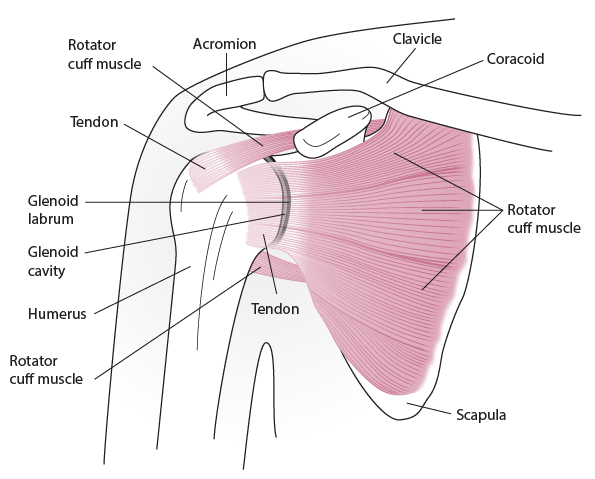 Rotator
cuff muscle
Acromion
Clavicle
Coracoid
Tendon
Glenoid
labrum
Glenoid
cavity
Rotator
cuff muscle
Humerus
Tendon
Rotator
cuff muscle
Scapula